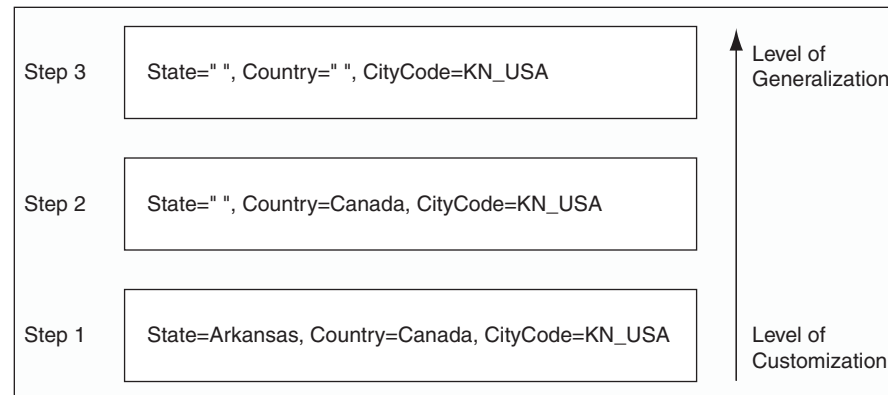 Step 3
State=" ", Country=" ", CityCode=KN_USA
Level of
Generalization
Step 2
State=" ", Country=Canada, CityCode=KN_USA
Step 1
State=Arkansas, Country=Canada, CityCode=KN_USA
Level of
Customization